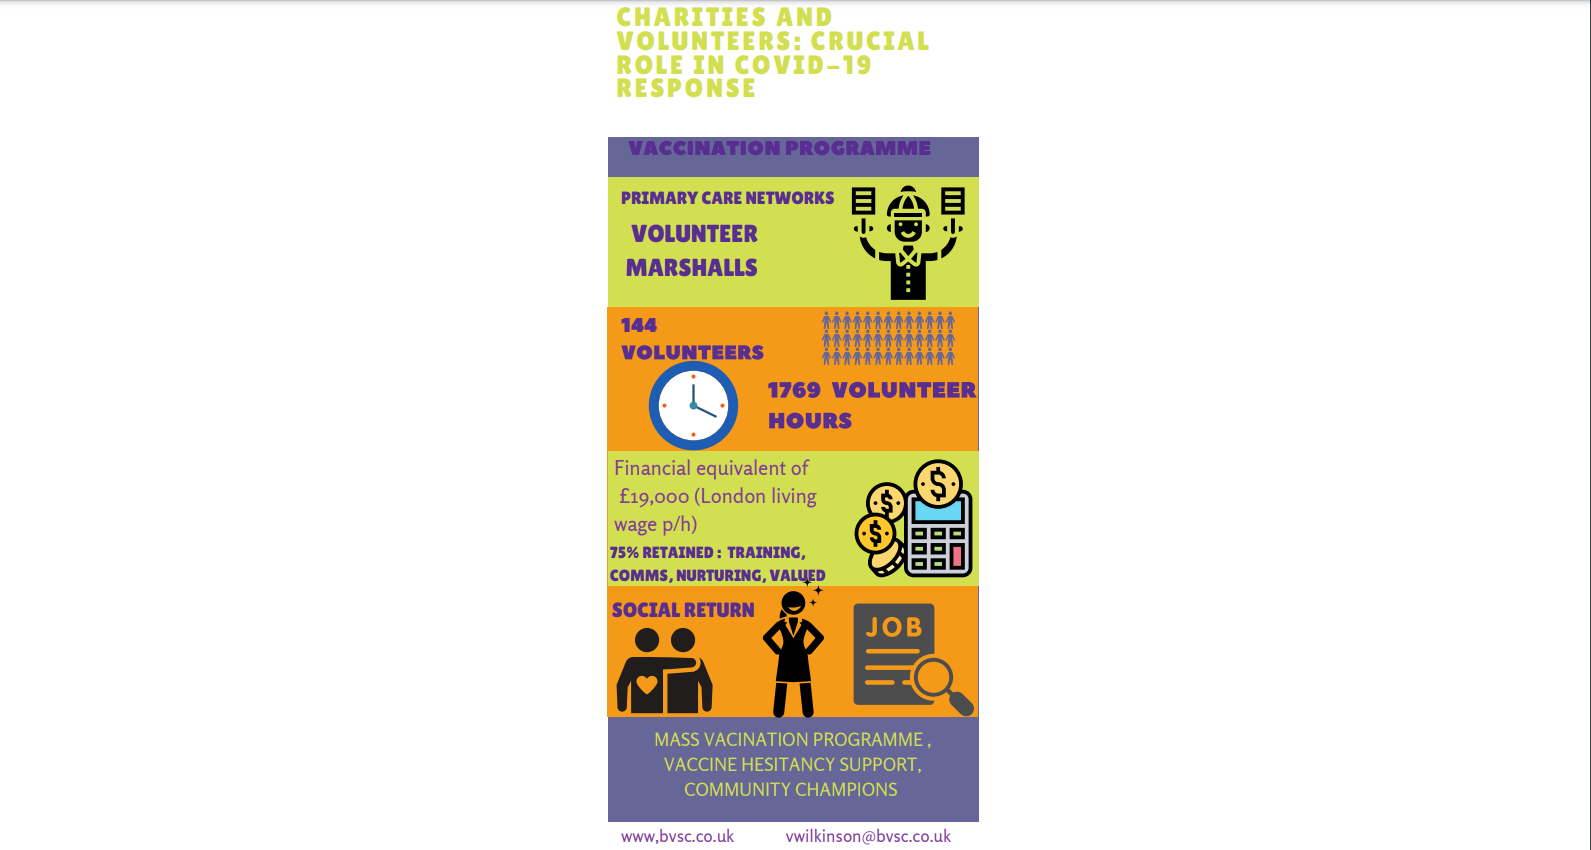 CHARITIES AND
VOLUNTEERS: CRUCIAL
ROLE IN COVID-19
RESPONSE
VACCINATION PROGRAMME
PRIMARY CARE NETWORKS
VOLUNTEER
MARSHALLS
144
VOLUNTEERS
1769 VOLUNTEER
HOURS
Financial equivalent of
£19,000 (London living
wage p/h)
75% RETAINED : TRAINING,
COMMS, NURTURING, VALUED
SOCIAL RETURN
JOB
MASS VACINATION PROGRAMME ,
VACCINE HESITANCY SUPPORT,
COMMUNITY CHAMPIONS
www,bvsc.co.uk vwilkinson@bvsc.co.uk